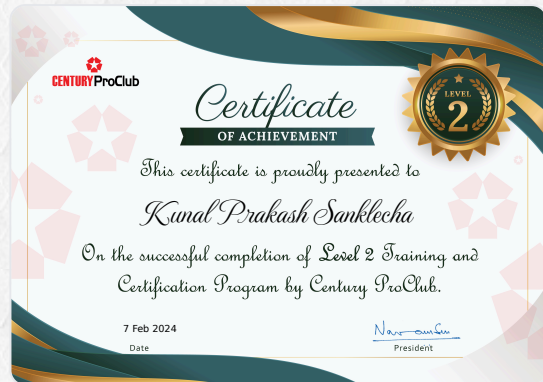 CENTURY ProClub
Certificate
OF ACHIEVEMENT
LEVEL
2
This certificate is proudly presented to
Kunal Prakash Sanklecha
On the successful completion of Level 2 Training and
Certification Program by Century ProClub.
7 Feb 2024
Date
President